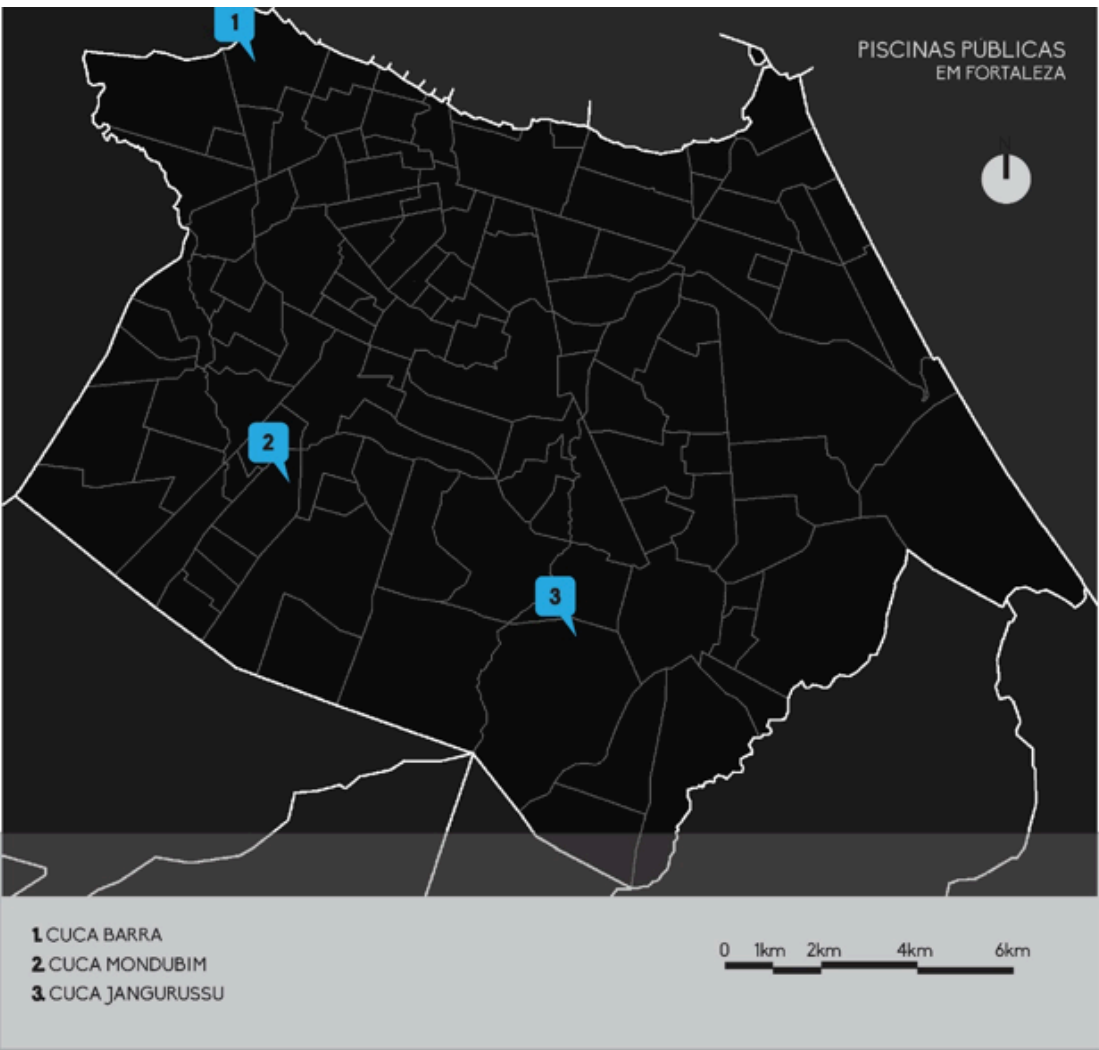 1
PISCINAS PÚBLICAS
EM FORTALEZA
N
2
3
1. CUCA BARRA
2. CUCA MONDUBIM
3. CUCA JANGURUSSU
0 1km 2km 4km 6km